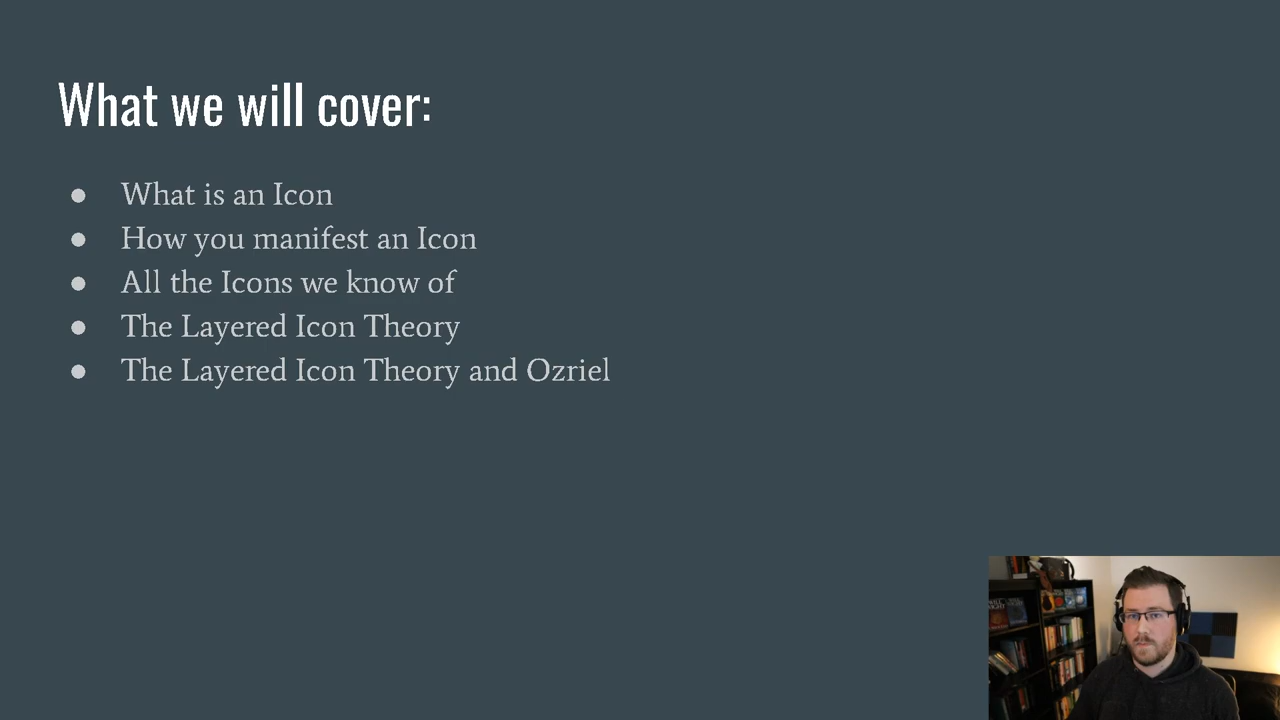 What we will cover:
● What is an Icon
● How you manifest an Icon
● All the Icons we know of
● The Layered Icon Theory
● The Layered Icon Theory and Ozriel